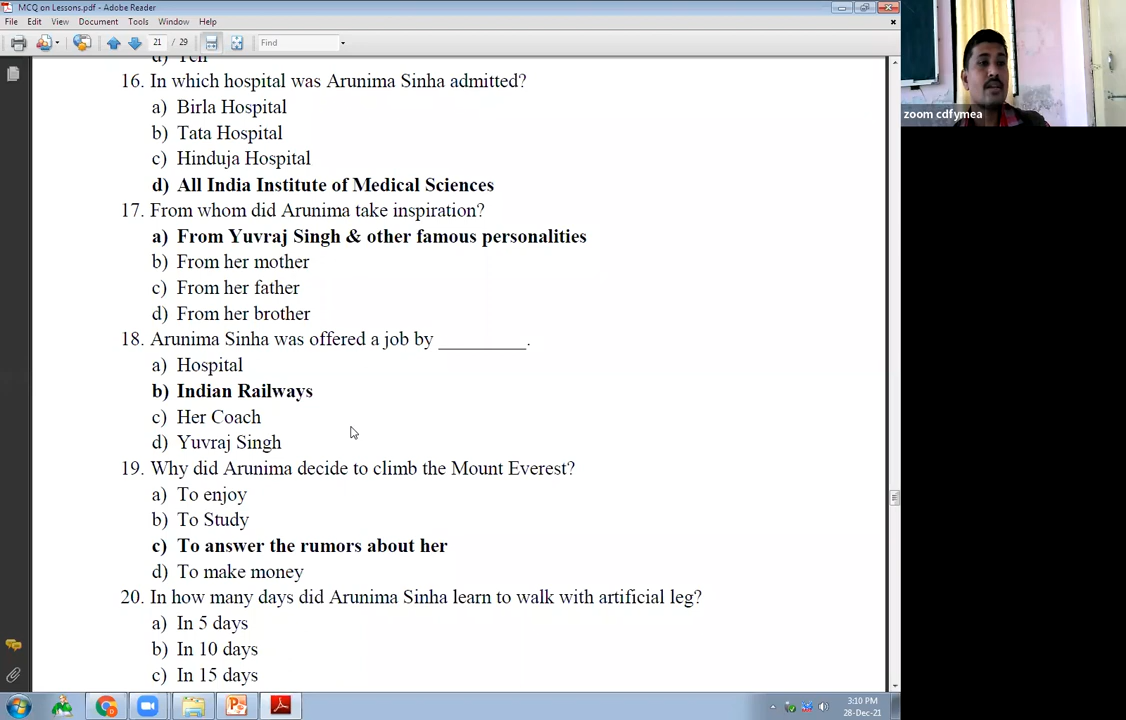 MCQ on Lessons.pdf - Adobe Reader
File Edit View Document Tools Window Help
21 / 29 Find
16. In which hospital was Arunima Sinha admitted?
a) Birla Hospital
b) Tata Hospital
c) Hinduja Hospital
d) All India Institute of Medical Sciences
17. From whom did Arunima take inspiration?
a) From Yuvraj Singh & other famous personalities
b) From her mother
c) From her father
d) From her brother
18. Arunima Sinha was offered a job by _________.
a) Hospital
b) Indian Railways
c) Her Coach
d) Yuvraj Singh
19. Why did Arunima decide to climb the Mount Everest?
a) To enjoy
b) To Study
c) To answer the rumors about her
d) To make money
20. In how many days did Arunima Sinha learn to walk with artificial leg?
a) In 5 days
b) In 10 days
c) In 15 days
zoom cdfymea
3:10 PM
28-Dec-21